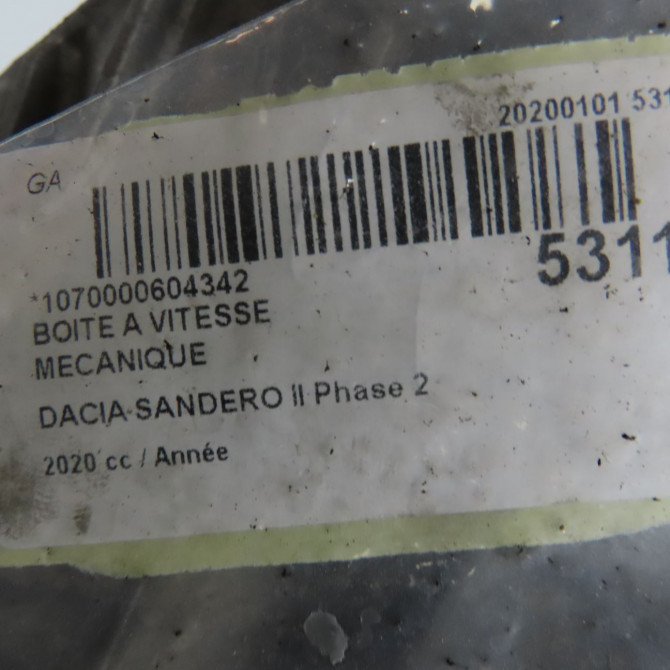 20200101 531
GA
5311
*1070000604342
BOITE A VITESSE
MECANIQUE
DACIA-SANDERO II Phase 2
2020 cc / Année